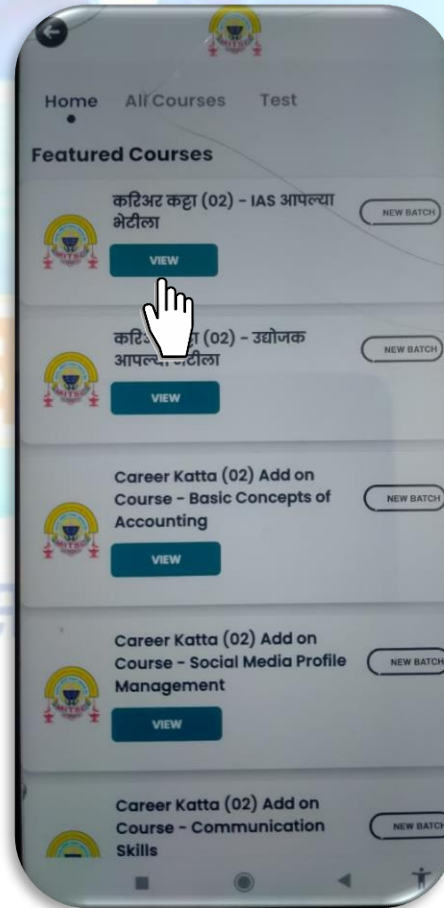 Home All Courses Test
Featured Courses
करिअर कट्टा (02) - IAS आपल्या
भेटीला
NEW BATCH
VIEW
(02) - उद्योजक
NEW BATCH
VIEW
Career Katta (02) Add on
Course - Basic Concepts of
Accounting
NEW BATCH
VIEW
Career Katta (02) Add on
Course - Social Media Profile
Management
NEW BATCH
VIEW
Career Katta (02) Add on
Course - Communication
Skills
NEW BATCH